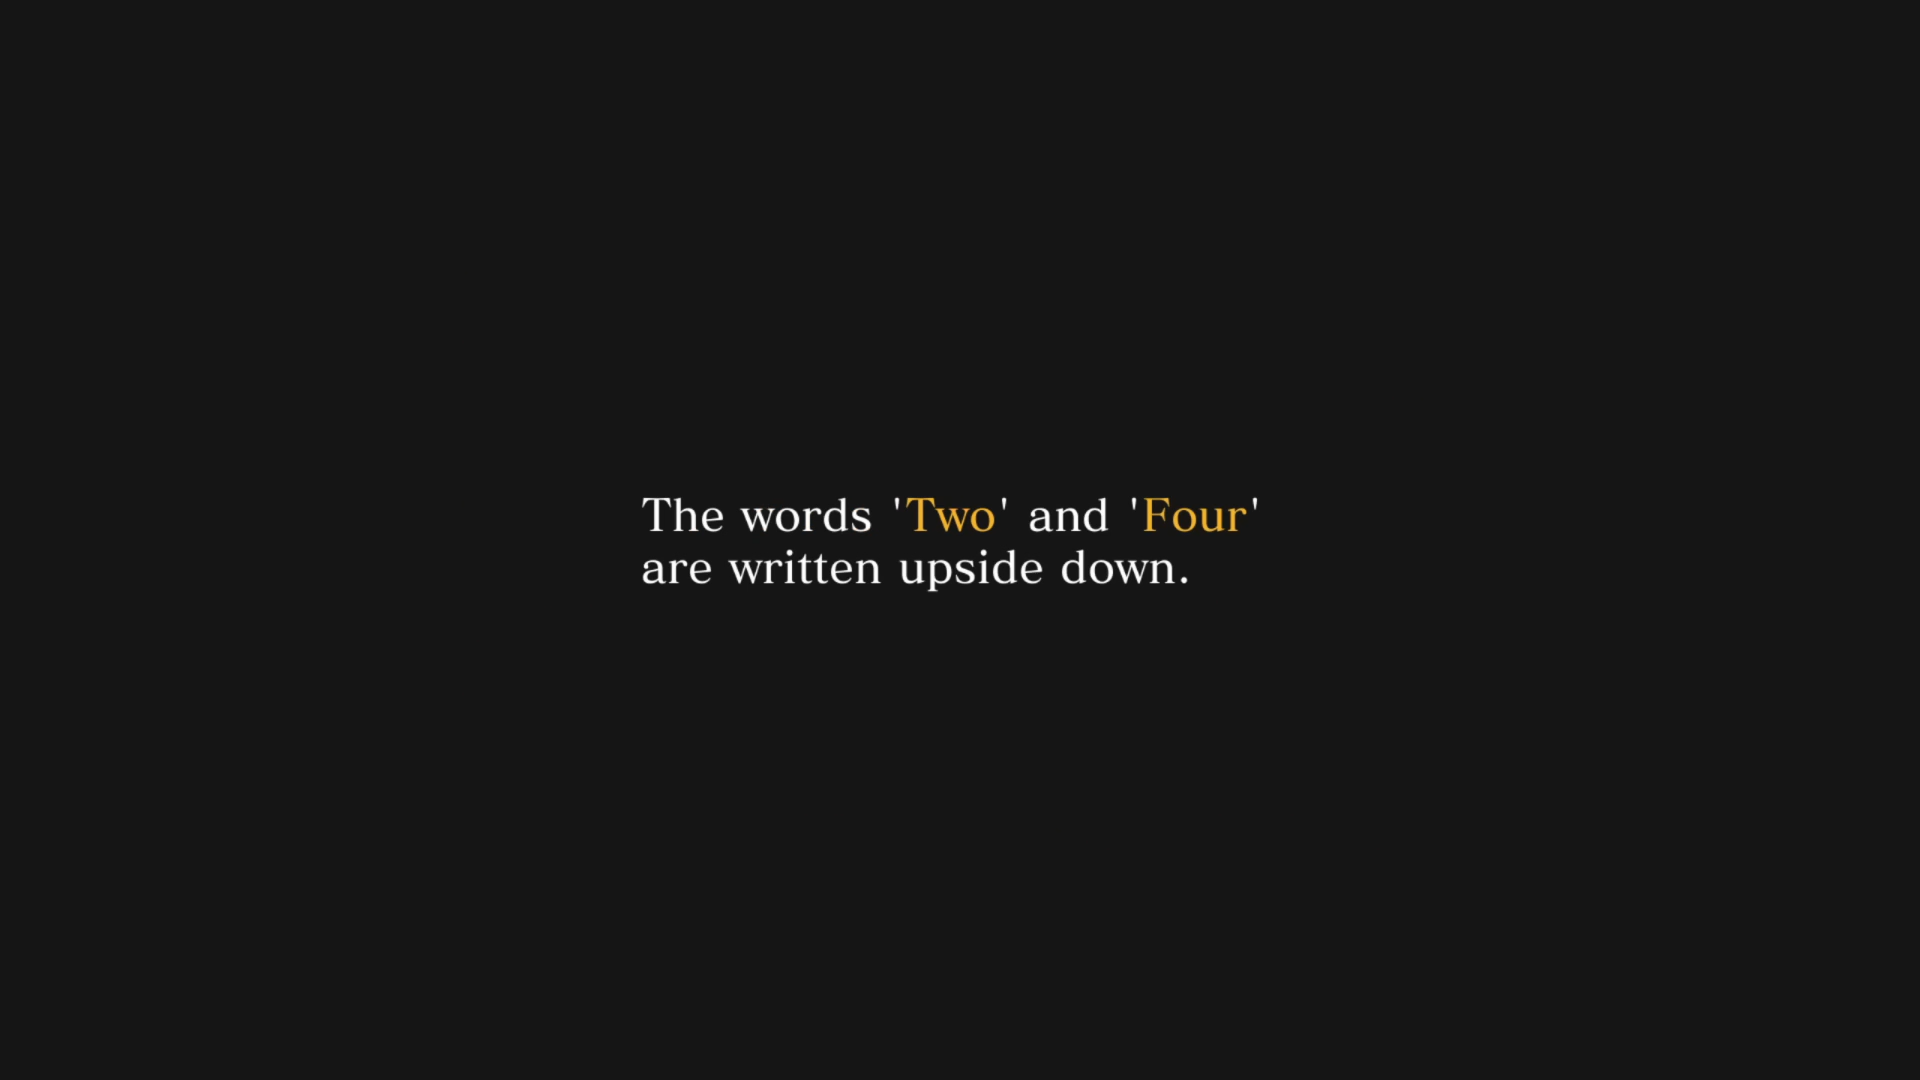 The words 'Two' and 'Four'
are written upside down.